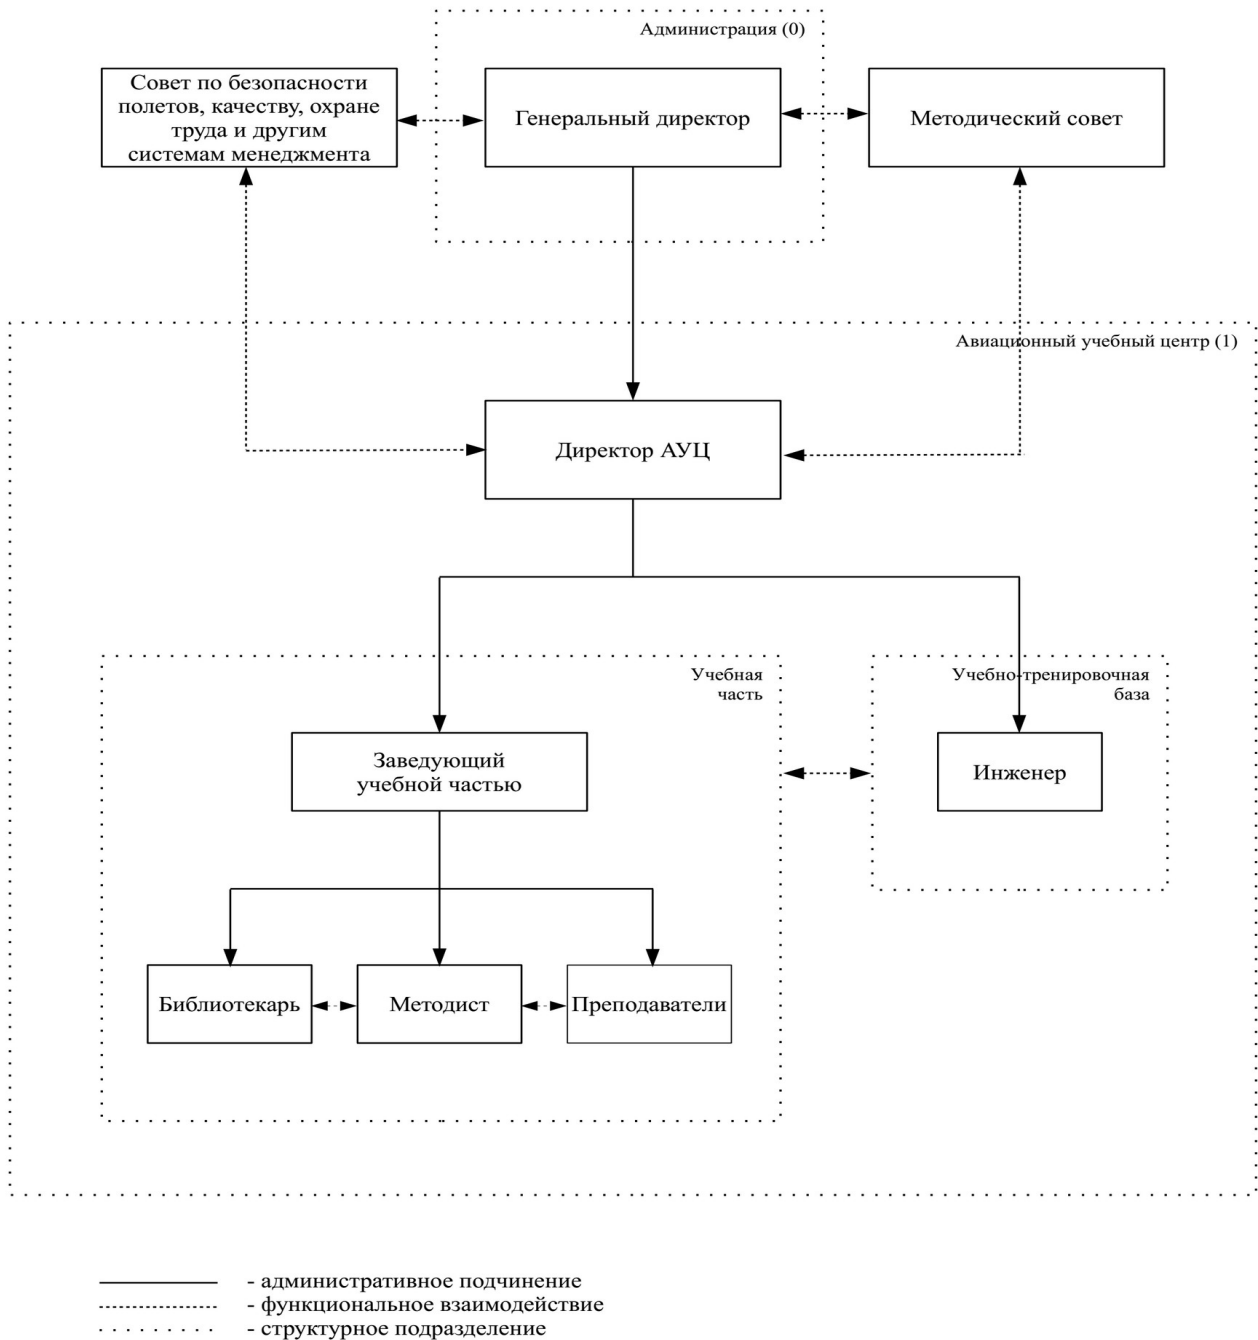 Администрация (0)
Совет по безопасности
полетов, качеству, охране
труда и другим
системам менеджмента
Генеральный директор
Методический совет
Авиационный учебный центр (1)
Директор АУЦ
Учебная
часть
Учебно-тренировочная
база
Заведующий
учебной частью
Инженер
Библиотекарь
Методист
Преподаватели
- административное подчинение
- функциональное взаимодействие
- структурное подразделение